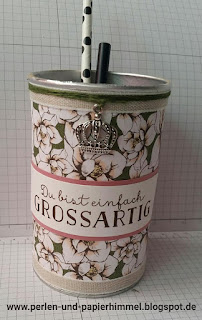 Du bist einfach
GROSSARTIG
www.perlen-und-papierhimmel.blogspot.de